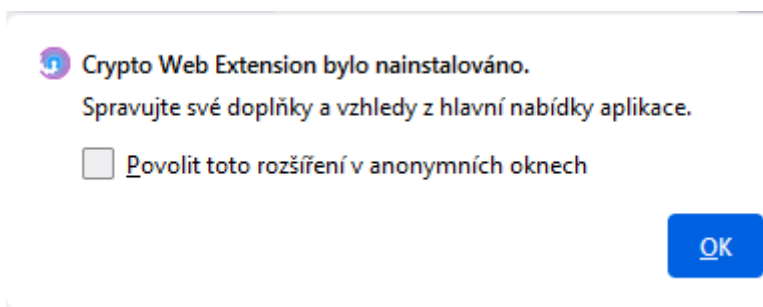 Crypto Web Extension bylo nainstalováno.
Spravujte své doplňky a vzhledy z hlavní nabídky aplikace.
Povolit toto rozšíření v anonymních oknech
OK